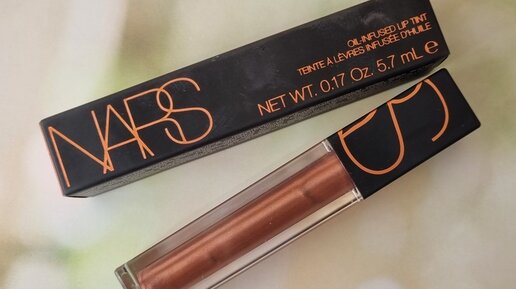 NARS
OIL-INFUSED LIP TINT
TEINTE À LÈVRES INFUSÉE D'HUILE
NET WT. 0.17 Oz. 5.7 mL ℮